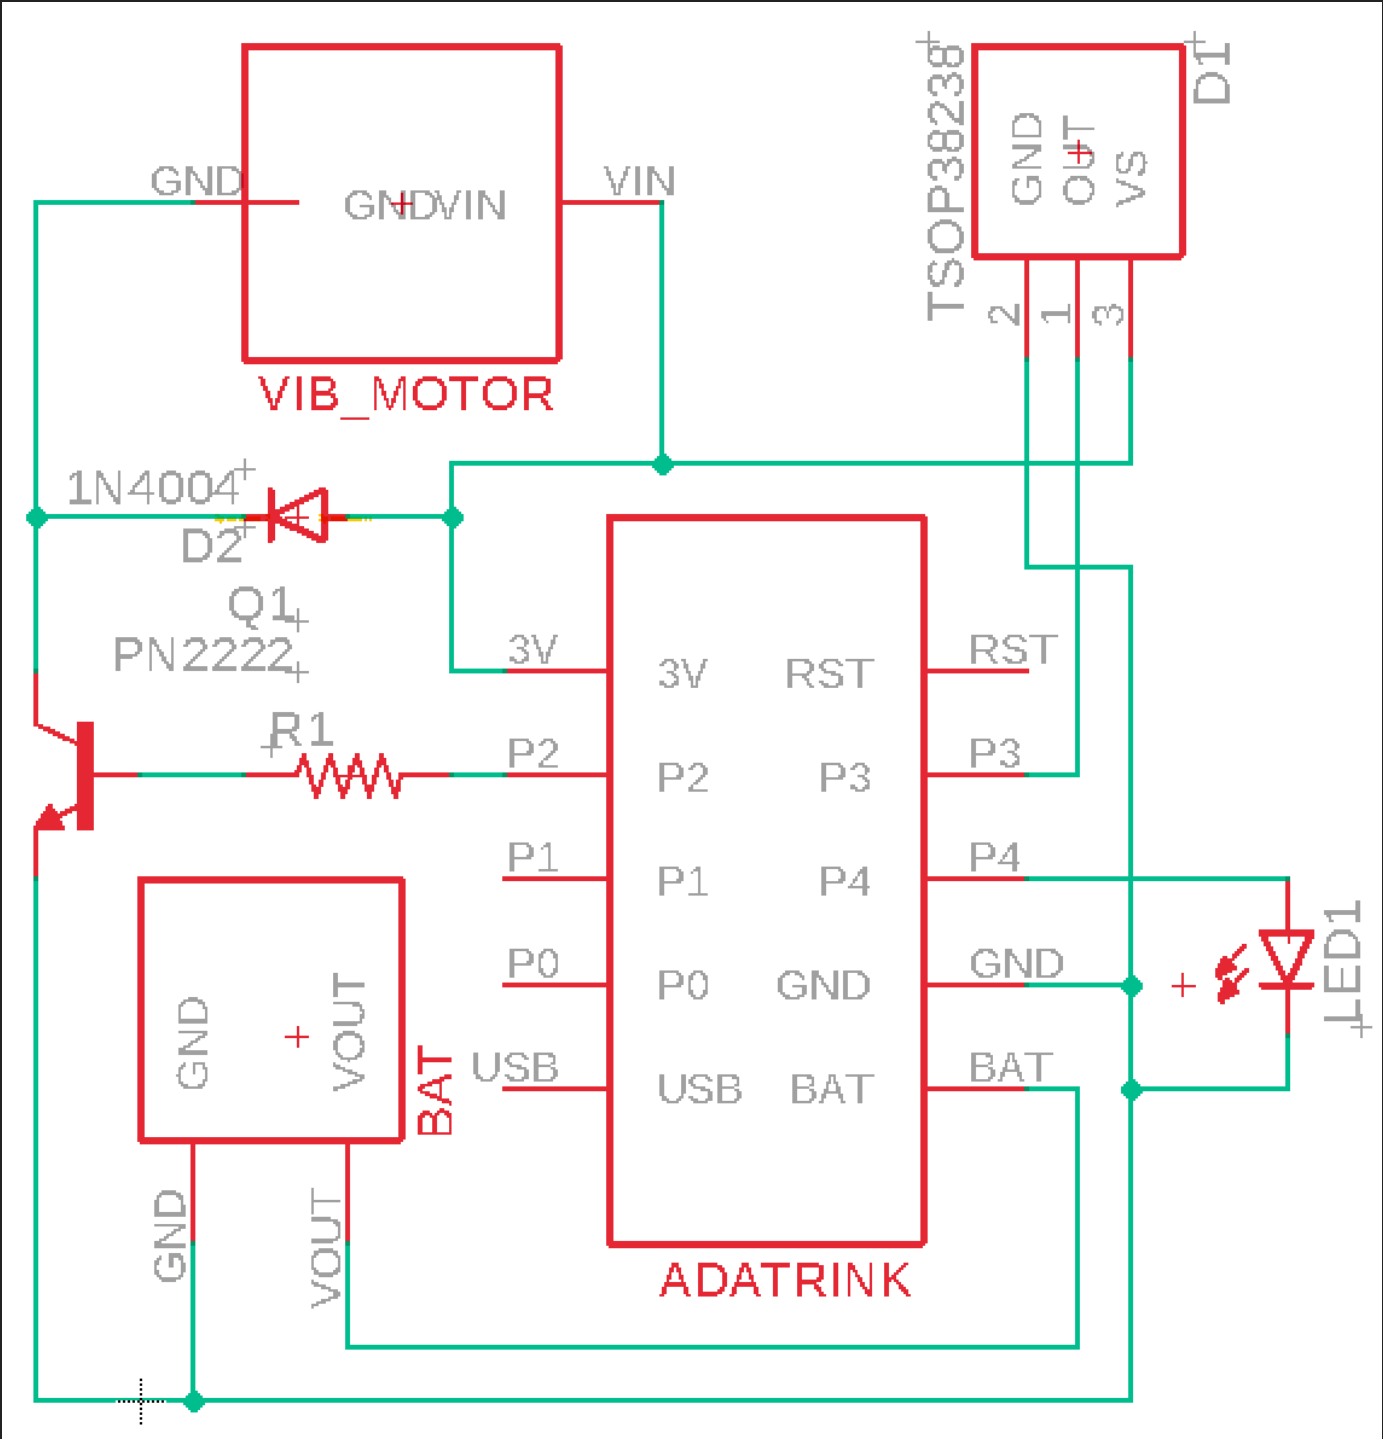 GND
GND
VIN
VIN
VIB_MOTOR
TSOP38238
D1
GND
OUT
VS
2
1
3
1N4004
D2
Q1
PN2222
R1
3V
3V
RST
RST
P2
P2
P3
P3
P1
P1
P4
P4
P0
P0
GND
GND
USB
USB
BAT
BAT
ADATRINK
LED1
GND
VOUT
BAT
GND
VOUT